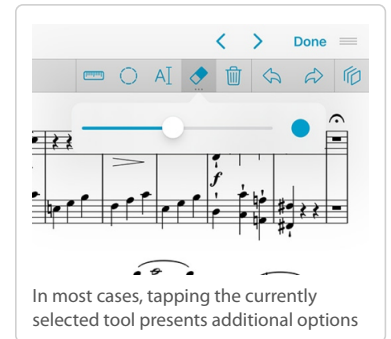 Done
A
f
In most cases, tapping the currently
selected tool presents additional options